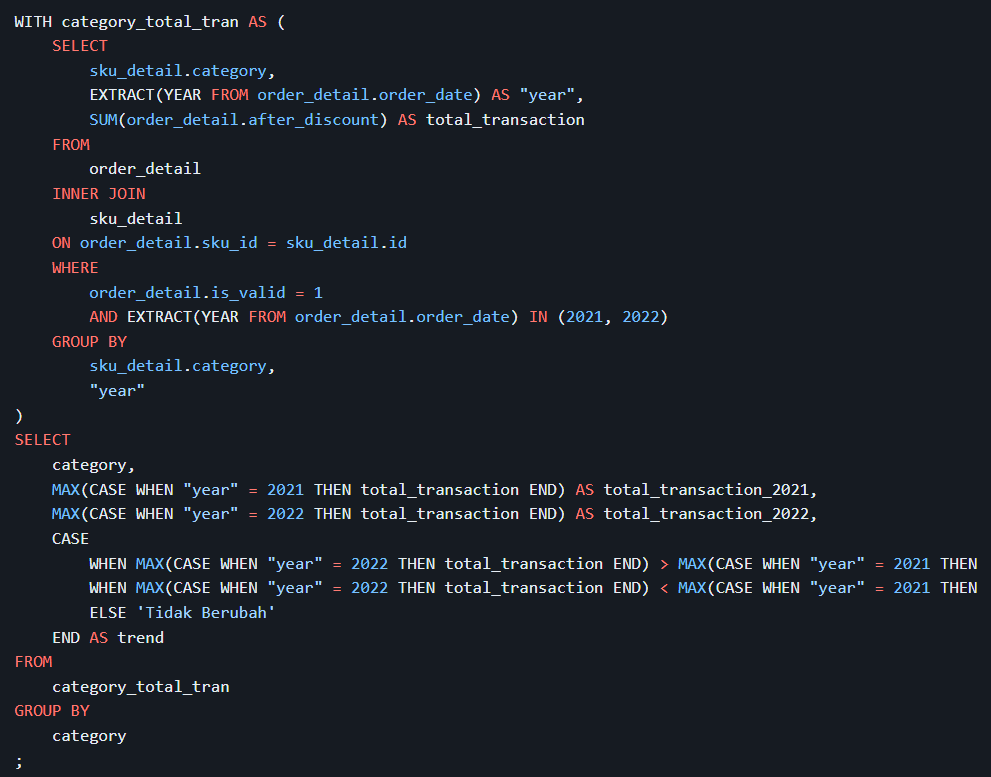 WITH category_total_tran AS (
    SELECT
        sku_detail.category,
        EXTRACT(YEAR FROM order_detail.order_date) AS "year",
        SUM(order_detail.after_discount) AS total_transaction
    FROM
        order_detail
    INNER JOIN
        sku_detail
    ON order_detail.sku_id = sku_detail.id
    WHERE
        order_detail.is_valid = 1
        AND EXTRACT(YEAR FROM order_detail.order_date) IN (2021, 2022)
    GROUP BY
        sku_detail.category,
        "year"
)
SELECT
    category,
    MAX(CASE WHEN "year" = 2021 THEN total_transaction END) AS total_transaction_2021,
    MAX(CASE WHEN "year" = 2022 THEN total_transaction END) AS total_transaction_2022,
    CASE
        WHEN MAX(CASE WHEN "year" = 2022 THEN total_transaction END) > MAX(CASE WHEN "year" = 2021 THEN
        WHEN MAX(CASE WHEN "year" = 2022 THEN total_transaction END) < MAX(CASE WHEN "year" = 2021 THEN
        ELSE 'Tidak Berubah'
    END AS trend
FROM
    category_total_tran
GROUP BY
    category
;